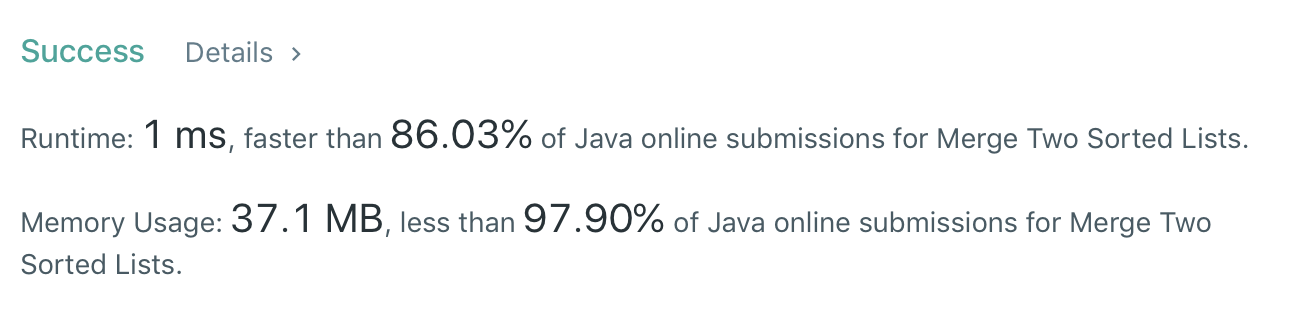 Success Details >
Runtime: 1 ms, faster than 86.03% of Java online submissions for Merge Two Sorted Lists.
Memory Usage: 37.1 MB, less than 97.90% of Java online submissions for Merge Two
Sorted Lists.